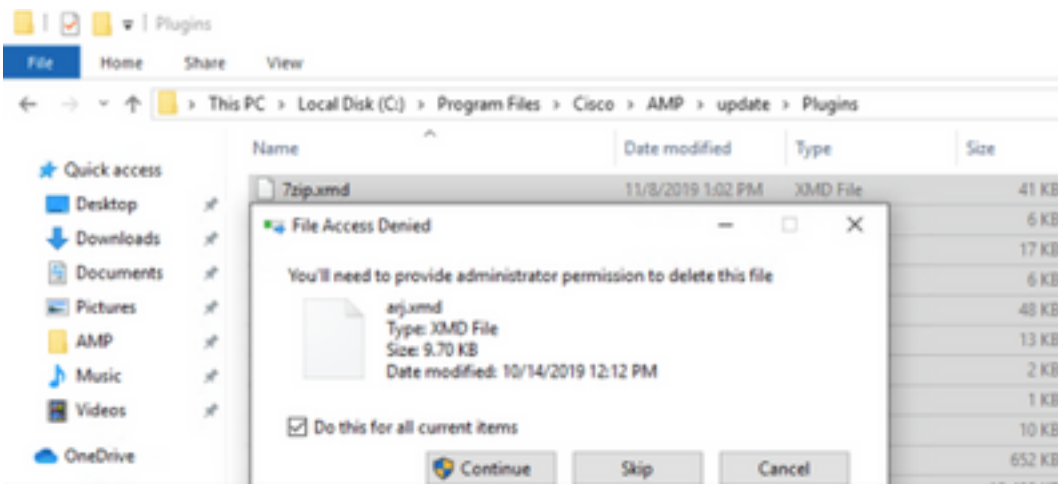 Plugins
File Home Share View
This PC > Local Disk (C:) > Program Files > Cisco > AMP > update > Plugins
Name Date modified Type Size
Quick access
7zip.xmd 11/8/2019 1:02 PM XMD File 41 KB
Desktop
File Access Denied
6 KB
Downloads
17 KB
Documents
You'll need to provide administrator permission to delete this file
6 KB
Pictures
arj.xmd
48 KB
Type: XMD File
AMP
Size: 9.70 KB
13 KB
Music
Date modified: 10/14/2019 12:12 PM
2 KB
Videos
1 KB
Do this for all current items
10 KB
OneDrive
Continue Skip Cancel
652 KB